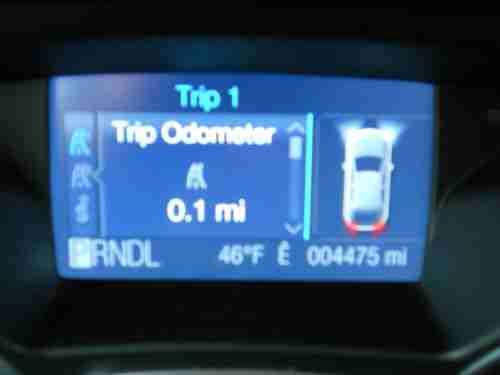 Trip 1
Trip Odometer
0.1 mi
PRNDL 46°F Ê 004475 mi